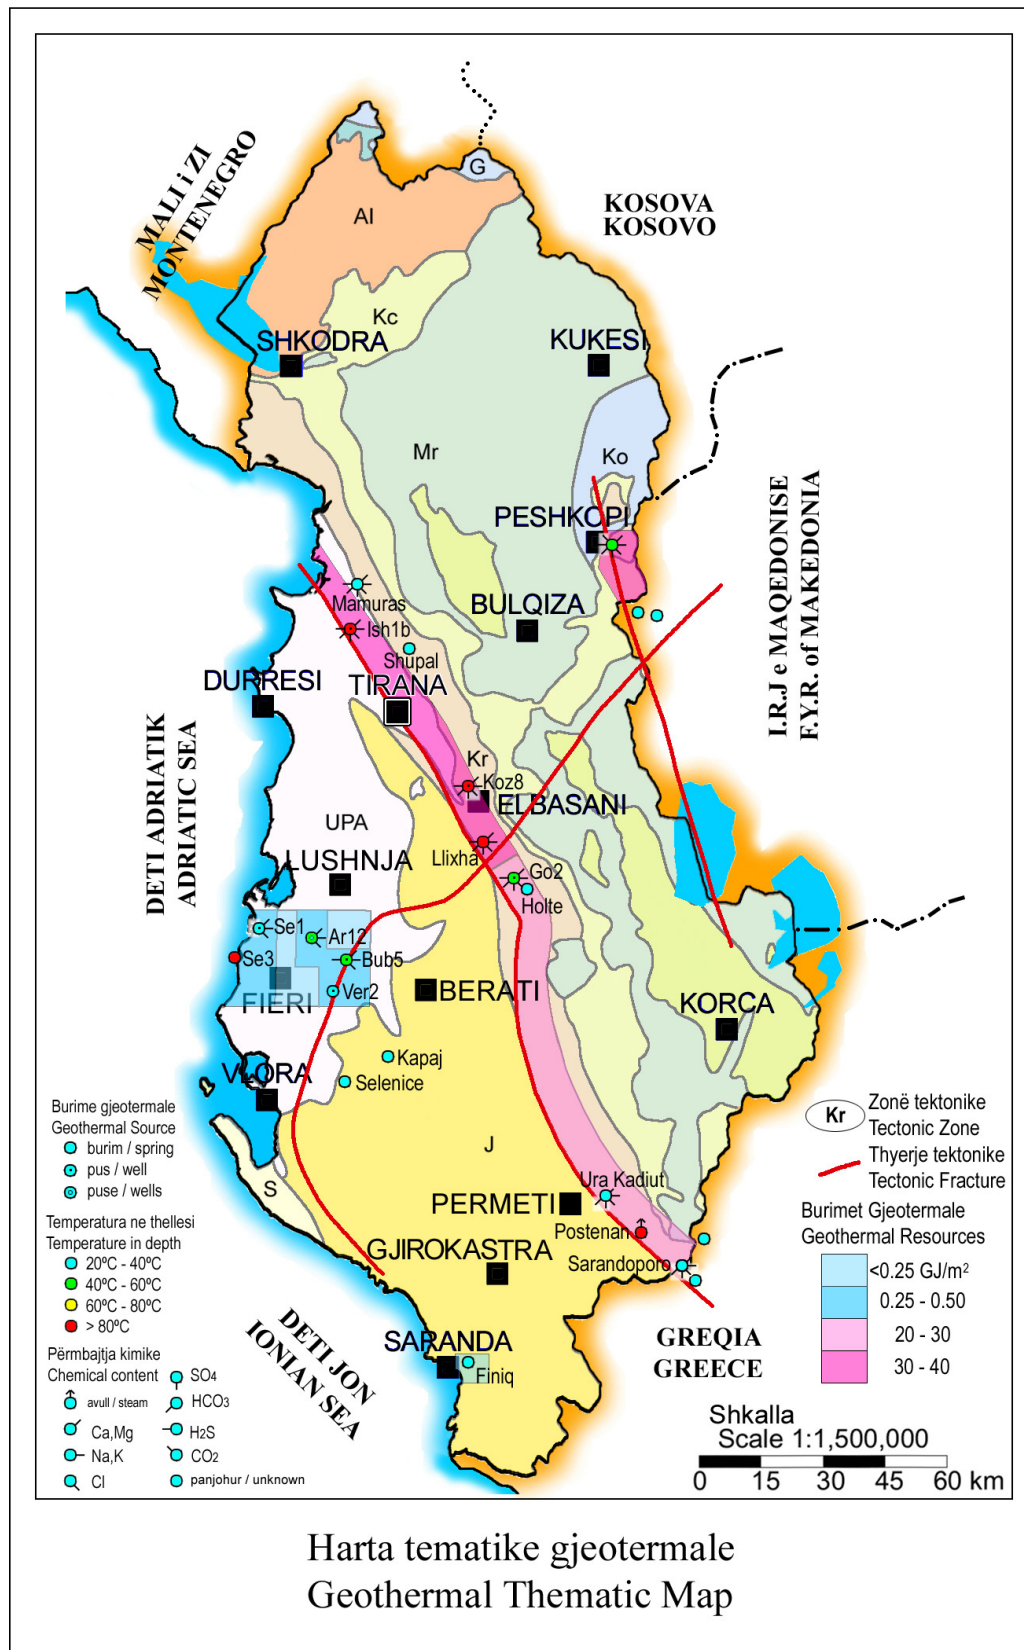 MALI i ZI
MONTENEGRO
KOSOVA
KOSOVO
G
Al
Kc
SHKODRA
KUKESI
Mr
Ko
PESHKOPI
I.R.J e MAQEDONISE
F.Y.R. of MAKEDONIA
Mamuras
BULQIZA
Ish1b
Shupal
DURRESI
TIRANA
DETI ADRIATIK
ADRIATIC SEA
Kr
Koz8
ELBASANI
UPA
LUSHNJA
Llixha
Go2
Holte
Se1
Ar12
Se3
Bub5
FIERI
Ver2
BERATI
KORCA
Kapaj
Selenice
VLORA
J
S
Ura Kadiut
PERMETI
Postenan
GJIROKASTRA
Sarandoporo
DETI JON
IONIAN SEA
SARANDA
Finiq
GREQIA
GREECE
Burime gjeotermale
Geothermal Source
burim / spring
pus / well
puse / wells
Temperatura ne thellesi
Temperature in depth
20ºC - 40ºC
40ºC - 60ºC
60ºC - 80ºC
> 80ºC
Përmbajtja kimike
Chemical content
avull / steam
Ca,Mg
Na,K
Cl
SO4
HCO3
H2S
CO2
panjohur / unknown
Kr
Zonë tektonike
Tectonic Zone
Thyerje tektonike
Tectonic Fracture
Burimet Gjeotermale
Geothermal Resources
<0.25 GJ/m²
0.25 - 0.50
20 - 30
30 - 40
Shkalla
Scale 1:1,500,000
0 15 30 45 60 km
Harta tematike gjeotermale
Geothermal Thematic Map